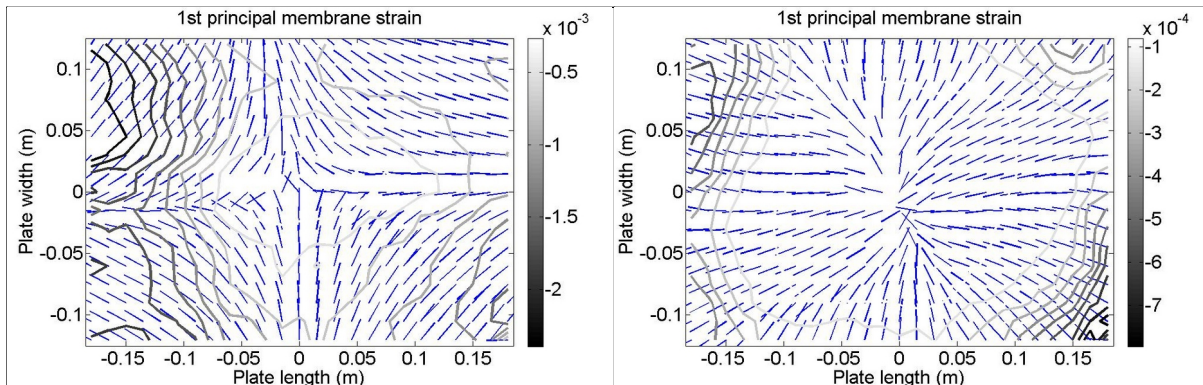 1st principal membrane strain
x 10⁻³
0.1
0.05
0
-0.05
-0.1
Plate width (m)
-0.15 -0.1 -0.05 0 0.05 0.1 0.15
Plate length (m)
-0.5
-1
-1.5
-2
1st principal membrane strain
x 10⁻⁴
0.1
0.05
0
-0.05
-0.1
Plate width (m)
-0.15 -0.1 -0.05 0 0.05 0.1 0.15
Plate length (m)
-1
-2
-3
-4
-5
-6
-7